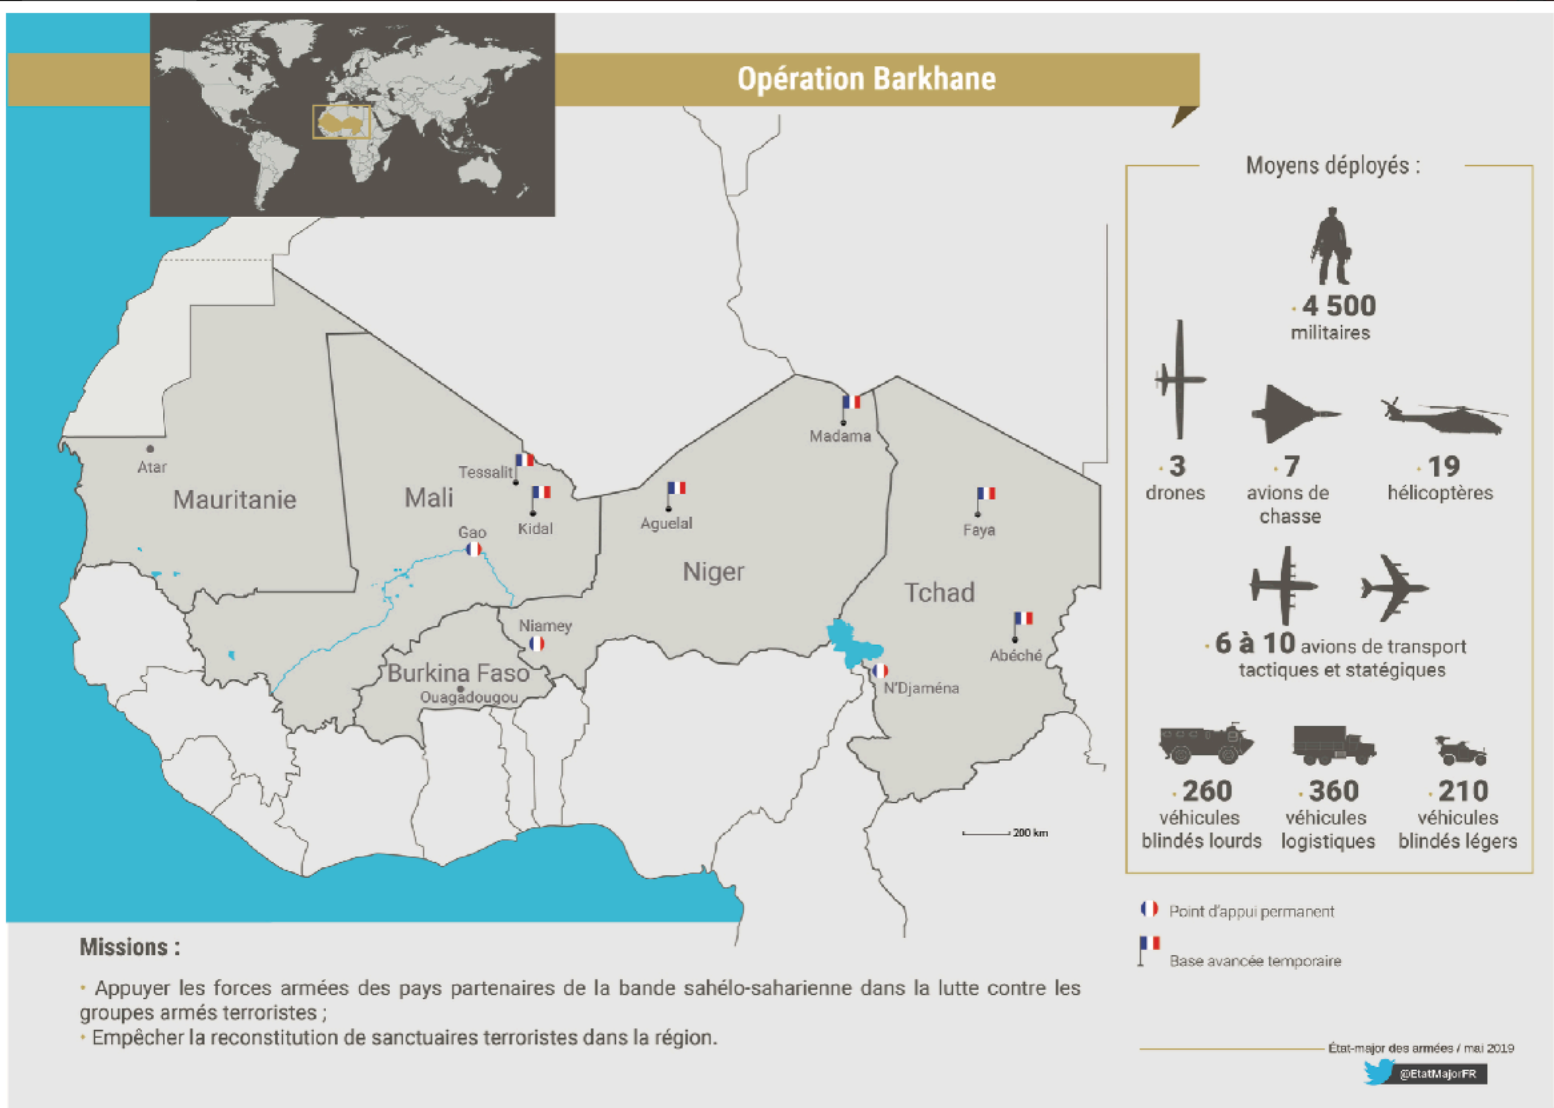 Opération Barkhane
Moyens déployés :
· 4 500
militaires
· 3
drones
· 7
avions de
chasse
· 19
hélicoptères
· 6 à 10 avions de transport
tactiques et statégiques
· 260
véhicules
blindés lourds
· 360
véhicules
logistiques
· 210
véhicules
blindés légers
Madama
Atar
Mauritanie
Tessalit
Mali
Kidal
Aguelal
Faya
Gao
Niger
Tchad
Niamey
Abéché
Burkina Faso
Ouagadougou
N'Djaména
200 km
Point d'appui permanent
Base avancée temporaire
Missions :
· Appuyer les forces armées des pays partenaires de la bande sahélo-saharienne dans la lutte contre les
groupes armés terroristes ;
· Empêcher la reconstitution de sanctuaires terroristes dans la région.
État-major des armées / mai 2019
@EtatMajorFR